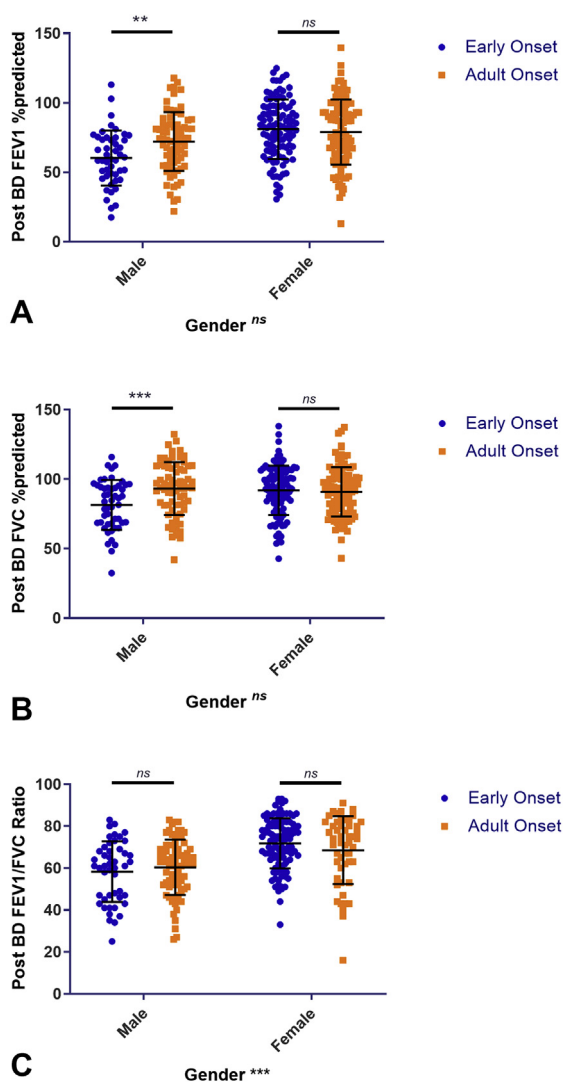 **
ns
Early Onset
Adult Onset
150
100
50
0
Post BD FEV1 %predicted
Male
Female
A
Gender ns
***
ns
Early Onset
Adult Onset
150
100
50
0
Post BD FVC %predicted
Male
Female
B
Gender ns
ns
ns
Early Onset
Adult Onset
100
80
60
40
20
0
Post BD FEV1/FVC Ratio
Male
Female
C
Gender ***